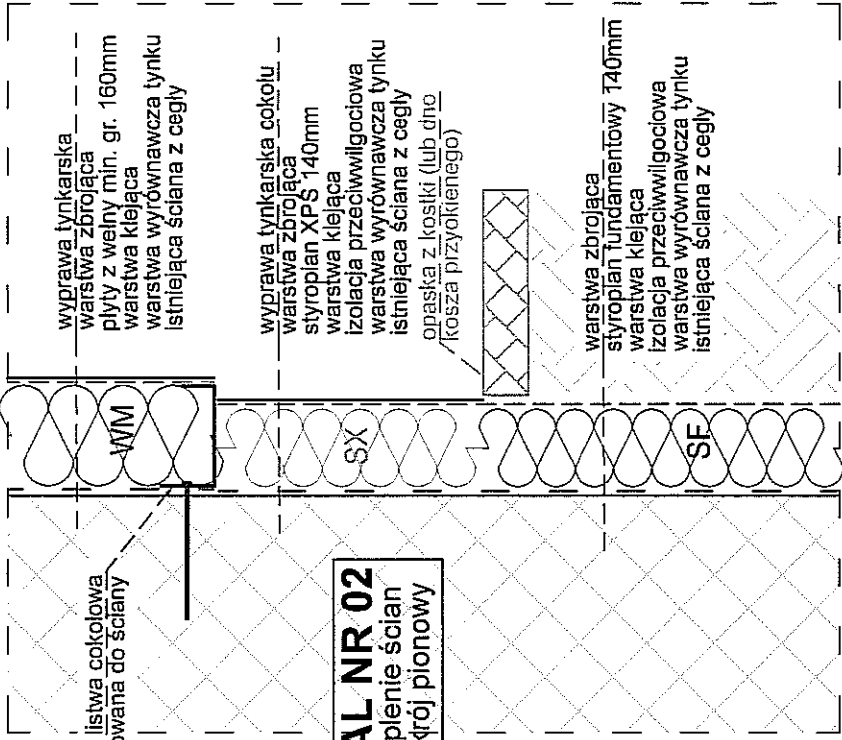 wyprawa tynkarska
warstwa zbrojąca
płyty z wełny min. gr. 160mm
warstwa klejąca
warstwa wyrównawcza tynku
istniejąca ściana z cegły
listwa cokołowa
owana do ściany
WM
wyprawa tynkarska cokołu
warstwa zbrojąca
styropian XPS 140mm
warstwa klejąca
izolacja przeciwwilgociowa
warstwa wyrównawcza tynku
istniejąca ściana z cegły
opaska z kostki (lub dno
kosza przyokienego)
SX
AL NR 02
plenie ścian
krój pionowy
warstwa zbrojąca
styropian fundamentowy 140mm
warstwa klejąca
izolacja przeciwwilgociowa
warstwa wyrównawcza tynku
istniejąca ściana z cegły
SF